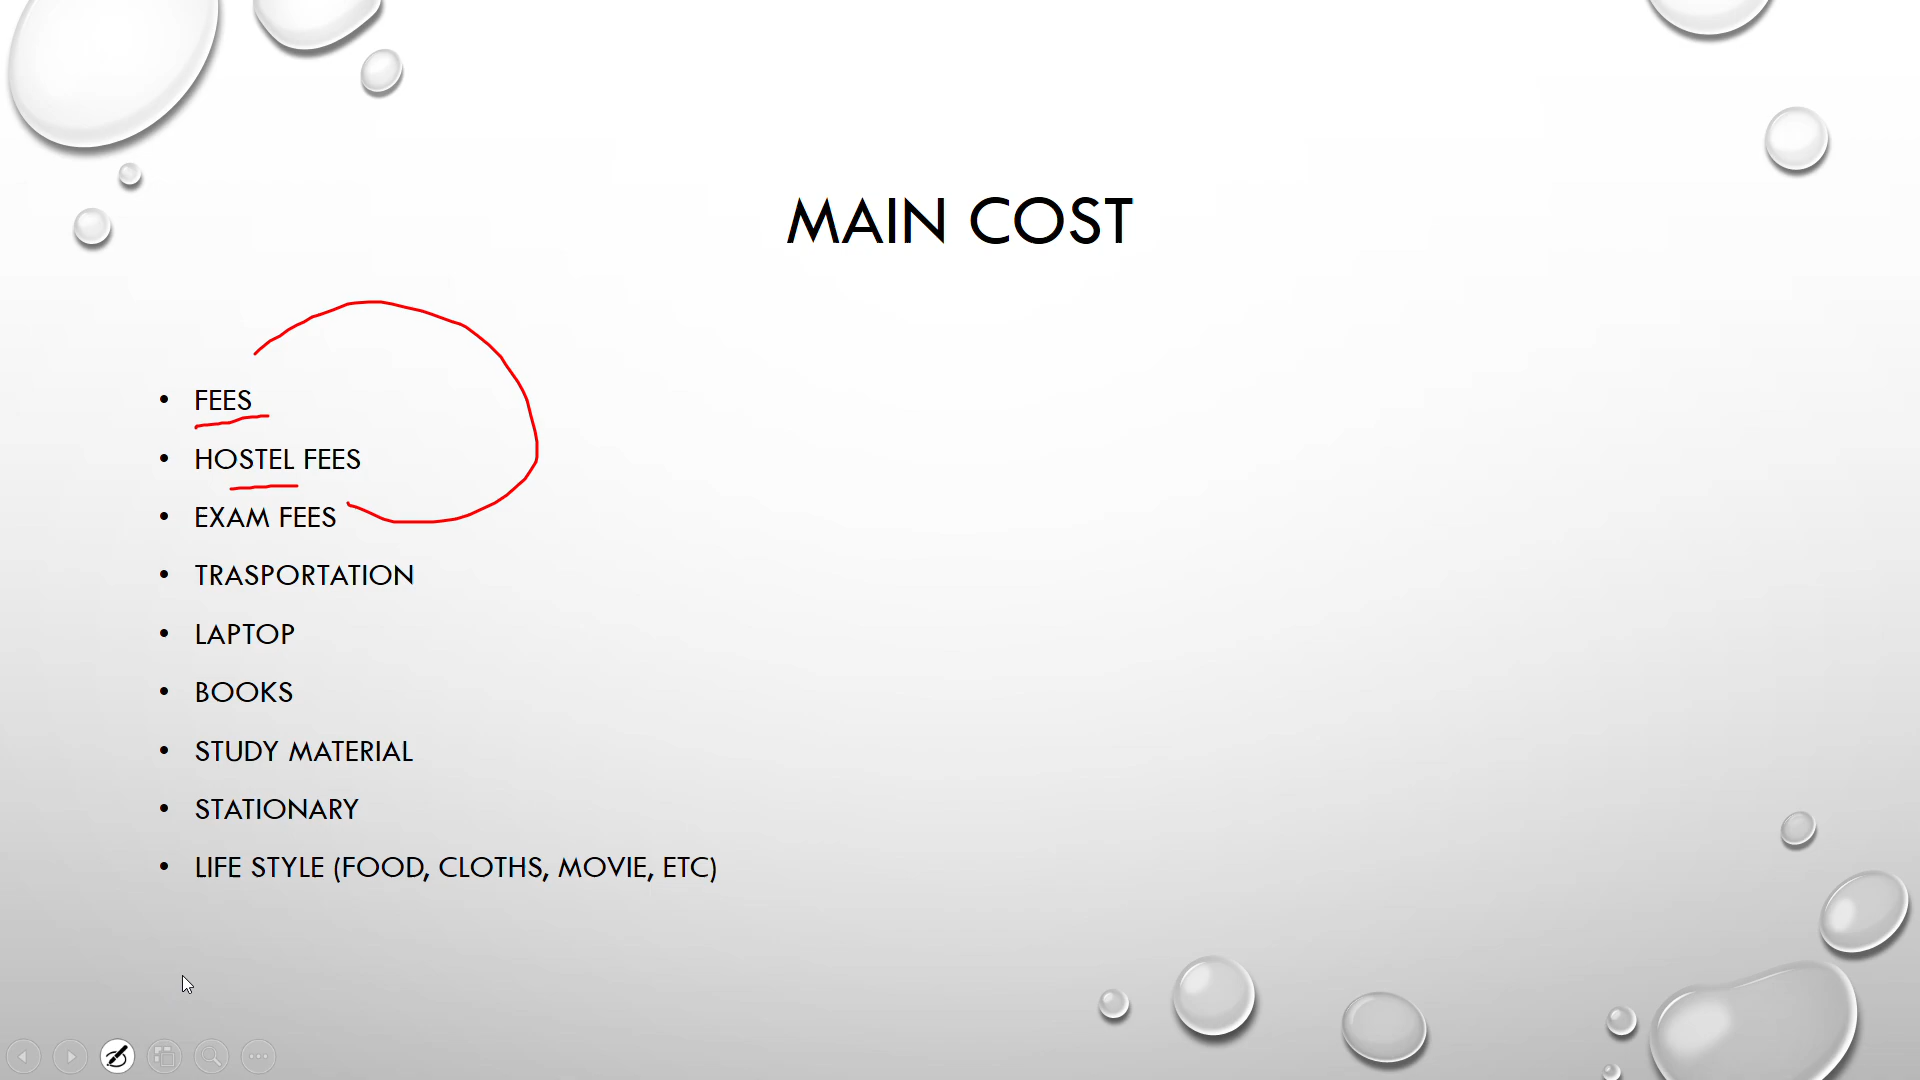 MAIN COST
• FEES
• HOSTEL FEES
• EXAM FEES
• TRASPORTATION
• LAPTOP
• BOOKS
• STUDY MATERIAL
• STATIONARY
• LIFE STYLE (FOOD, CLOTHS, MOVIE, ETC)